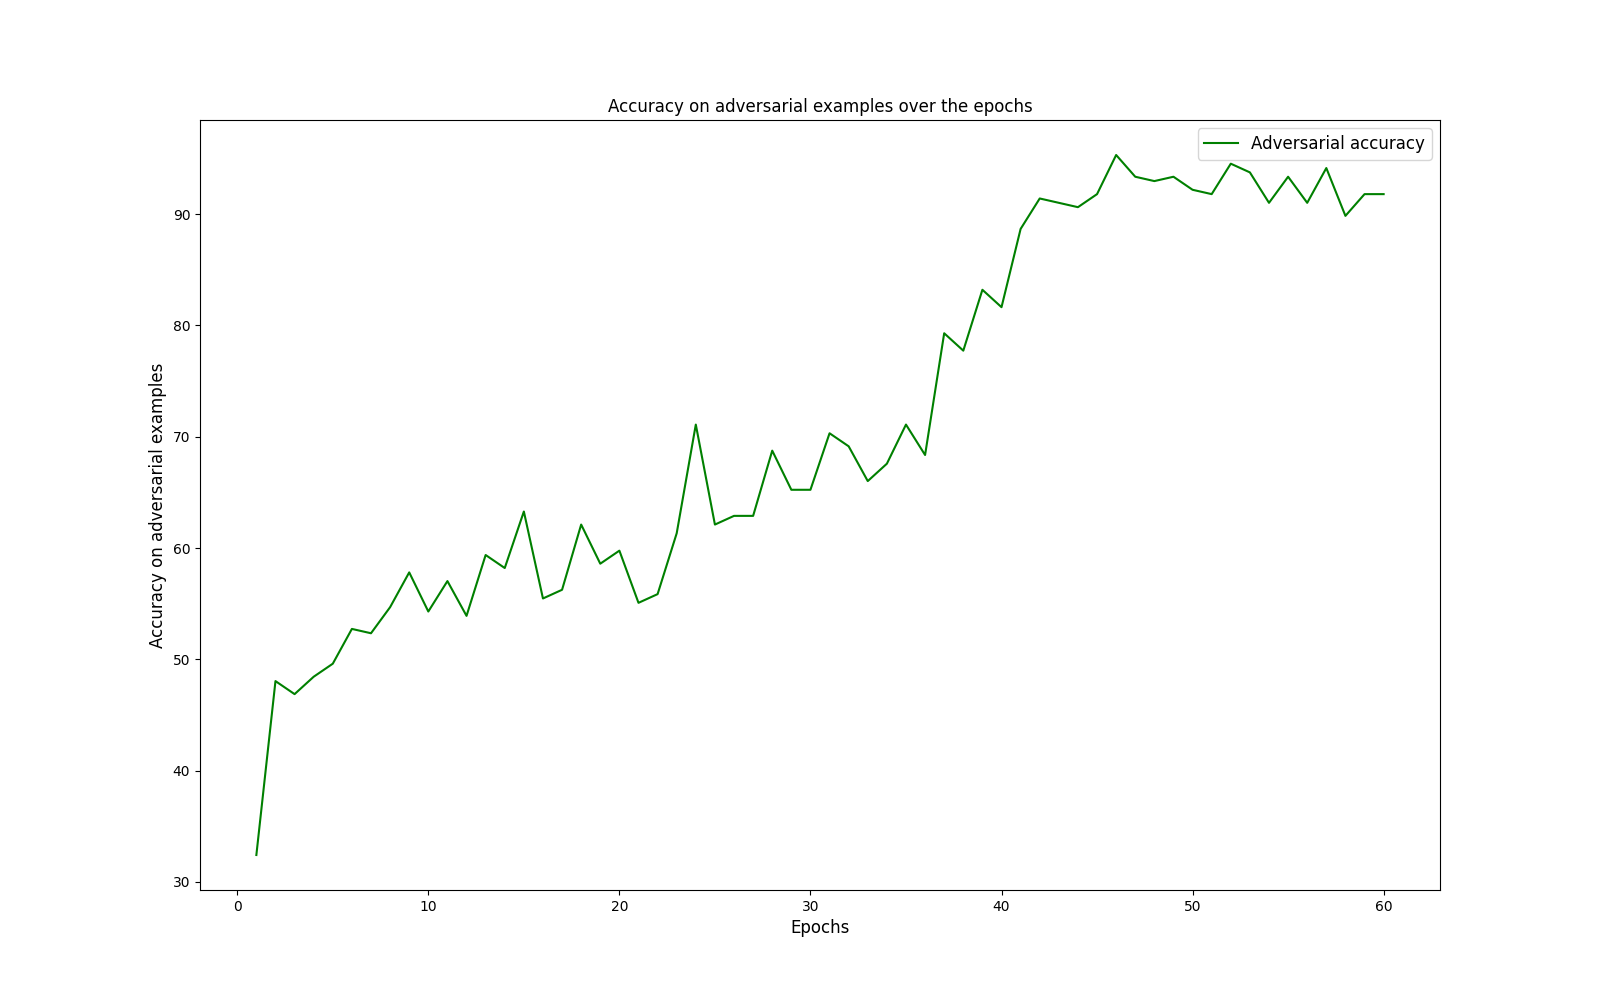 Accuracy on adversarial examples over the epochs
Adversarial accuracy
90
80
70
60
50
40
30
Accuracy on adversarial examples
0 10 20 30 40 50 60
Epochs